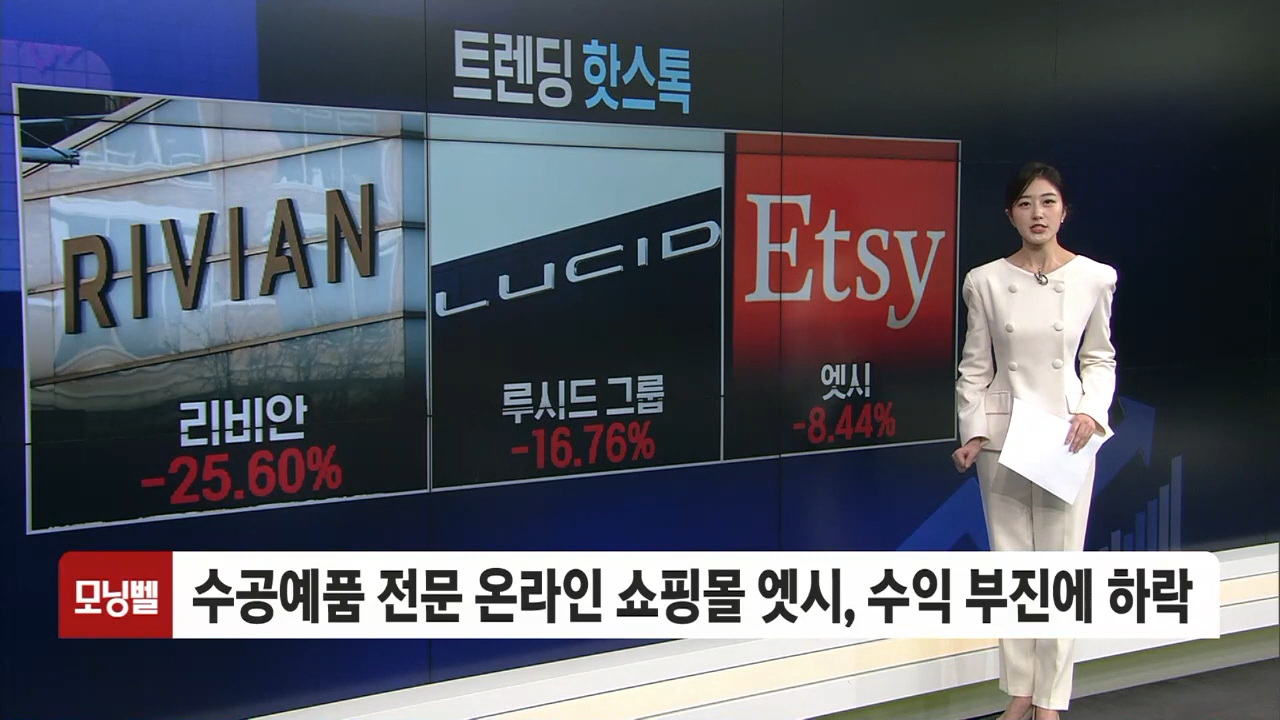 트렌딩 핫스톡
RIVIAN
리비안
-25.60%
LUCID
루시드 그룹
-16.76%
Etsy
엣시
-8.44%
모닝벨
수공예품 전문 온라인 쇼핑몰 엣시, 수익 부진에 하락